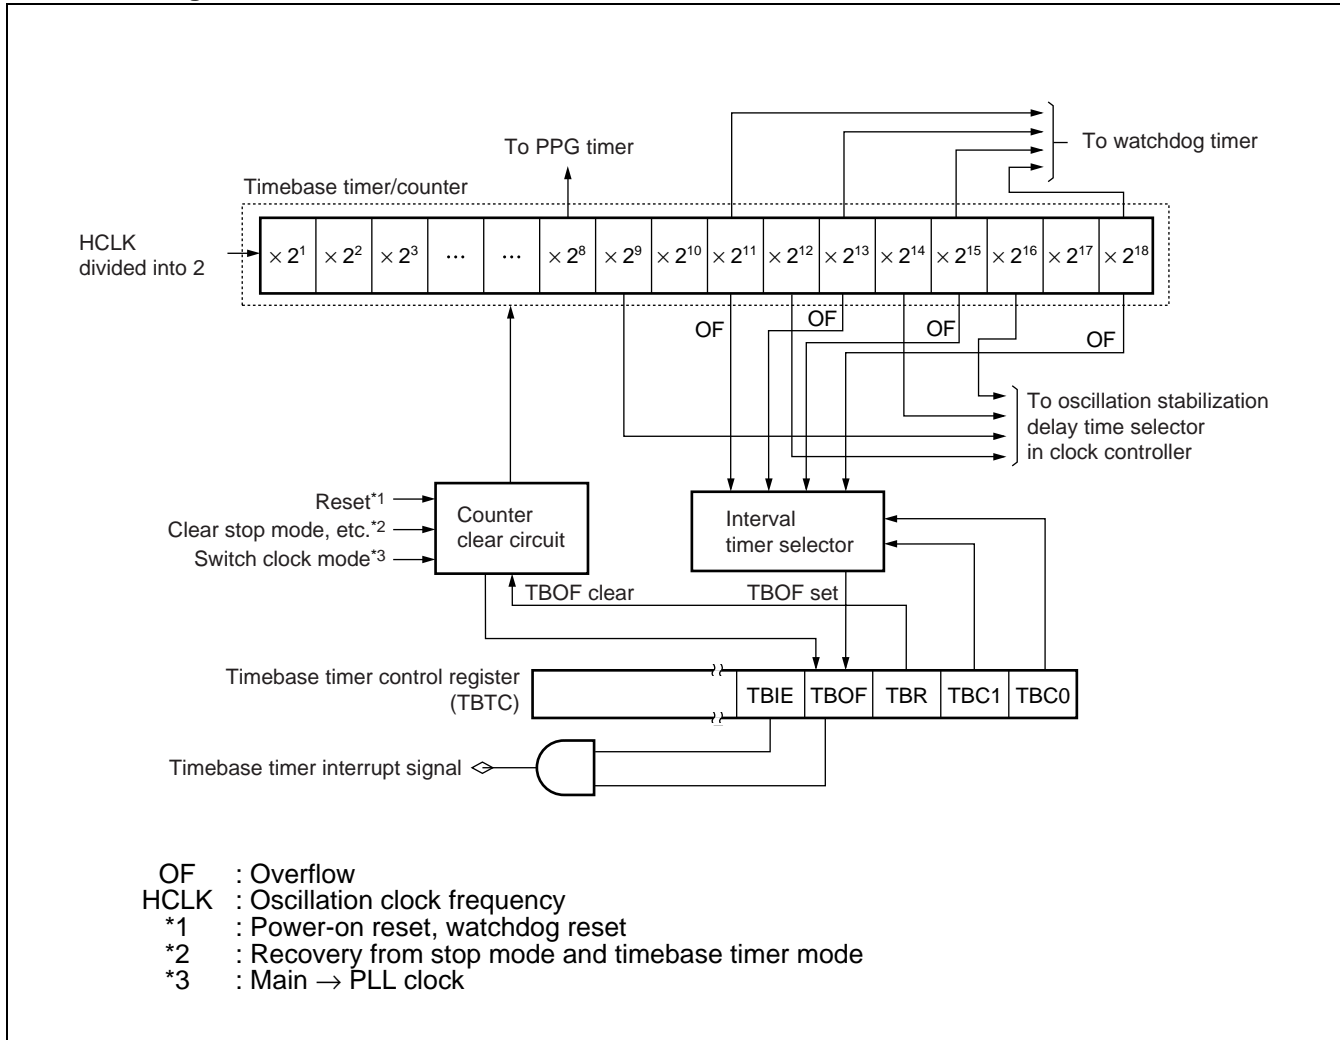 To PPG timer
To watchdog timer
Timebase timer/counter
HCLK
divided into 2
× 2¹ × 2² × 2³ ... ... × 2⁸ × 2⁹ × 2¹⁰ × 2¹¹ × 2¹² × 2¹³ × 2¹⁴ × 2¹⁵ × 2¹⁶ × 2¹⁷ × 2¹⁸
OF OF OF OF
To oscillation stabilization
delay time selector
in clock controller
Reset*1
Clear stop mode, etc.*2
Switch clock mode*3
Counter
clear circuit
Interval
timer selector
TBOF clear
TBOF set
Timebase timer control register
(TBTC)
TBIE TBOF TBR TBC1 TBC0
Timebase timer interrupt signal
OF : Overflow
HCLK : Oscillation clock frequency
*1 : Power-on reset, watchdog reset
*2 : Recovery from stop mode and timebase timer mode
*3 : Main → PLL clock